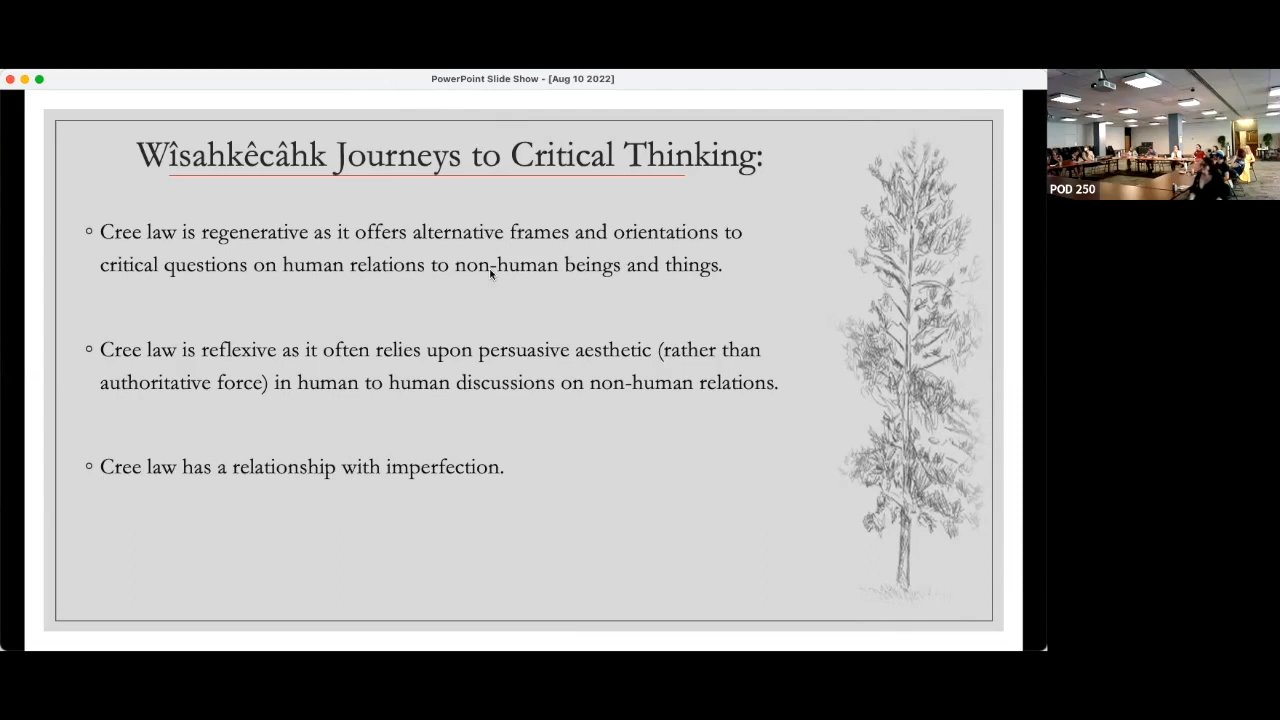 PowerPoint Slide Show - [Aug 10 2022]
Wîsahkêcâhk Journeys to Critical Thinking:
◦ Cree law is regenerative as it offers alternative frames and orientations to
critical questions on human relations to non-human beings and things.
◦ Cree law is reflexive as it often relies upon persuasive aesthetic (rather than
authoritative force) in human to human discussions on non-human relations.
◦ Cree law has a relationship with imperfection.
POD 250